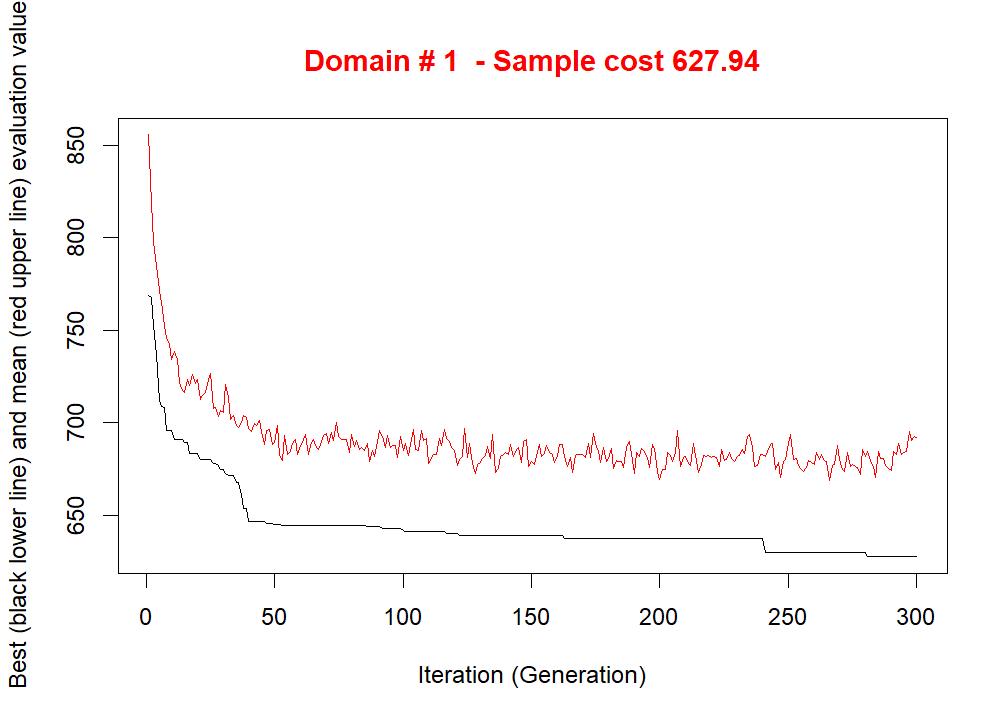 Domain # 1  - Sample cost 627.94
Best (black lower line) and mean (red upper line) evaluation value
850
800
750
700
650
0 50 100 150 200 250 300
Iteration (Generation)